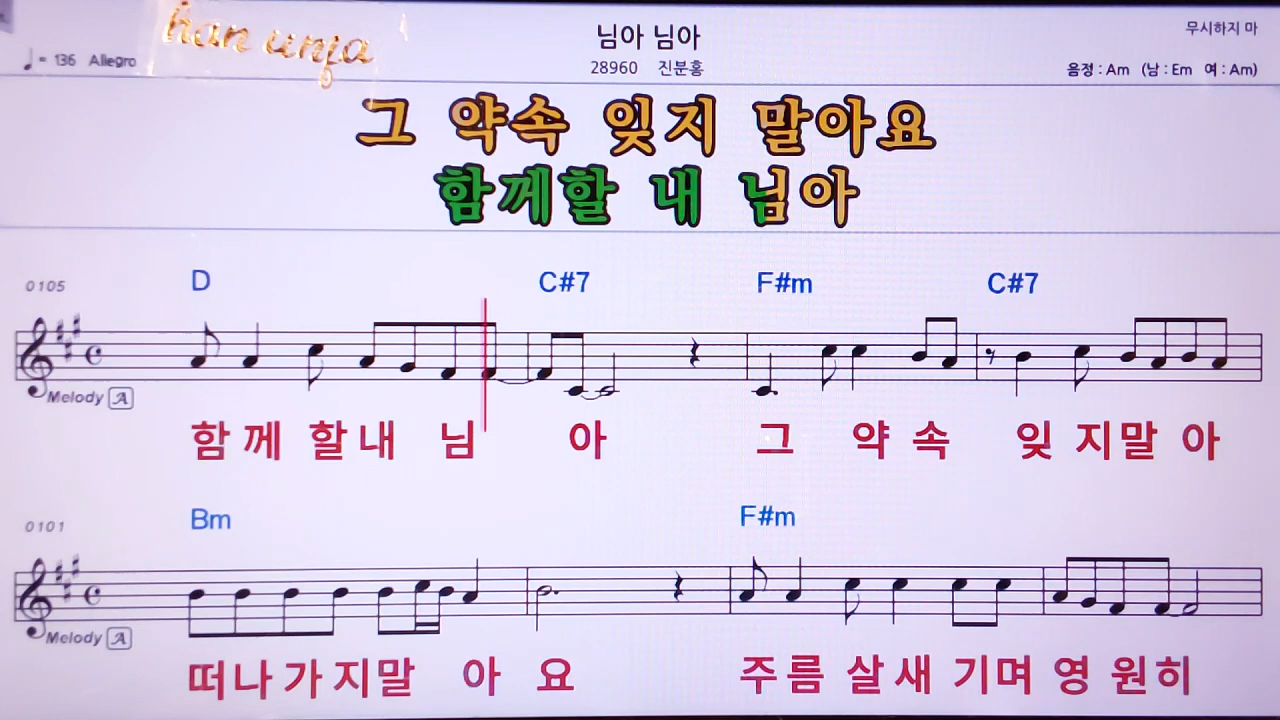 han unja
무시하지 마
님아 님아
♩= 136 Allegro
28960 진분홍
음정 : Am (남 : Em 여 : Am)
그 약속 잊지 말아요
함께할 내 님아
0105 D C#7 F#m C#7
Melody A
함 께 할 내 님 아 그 약 속 잊 지 말 아
0101 Bm F#m
Melody A
떠 나 가 지 말 아 요 주 름 살 새 기 며 영 원 히